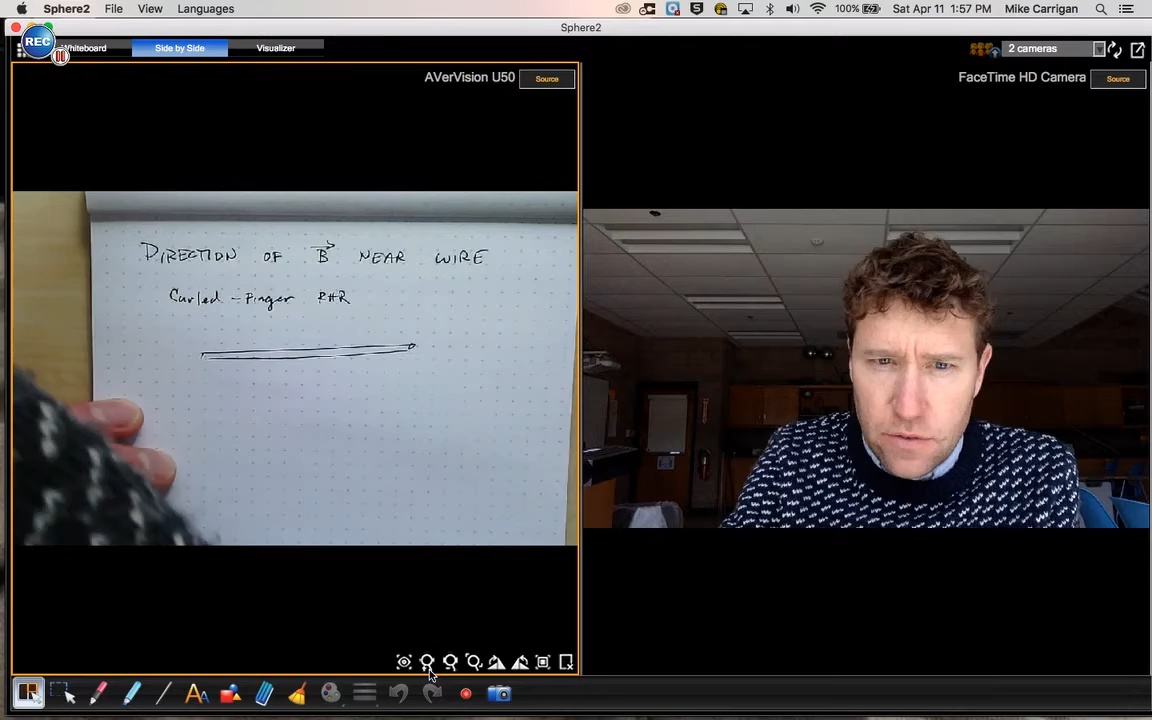 Sphere2 File View Languages 100% Sat Apr 11 1:57 PM Mike Carrigan
Sphere2
REC
Whiteboard Side by Side Visualizer 2 cameras
AVerVision U50 Source FaceTime HD Camera Source
DIRECTION OF B NEAR WIRE
Curled-Finger RHR